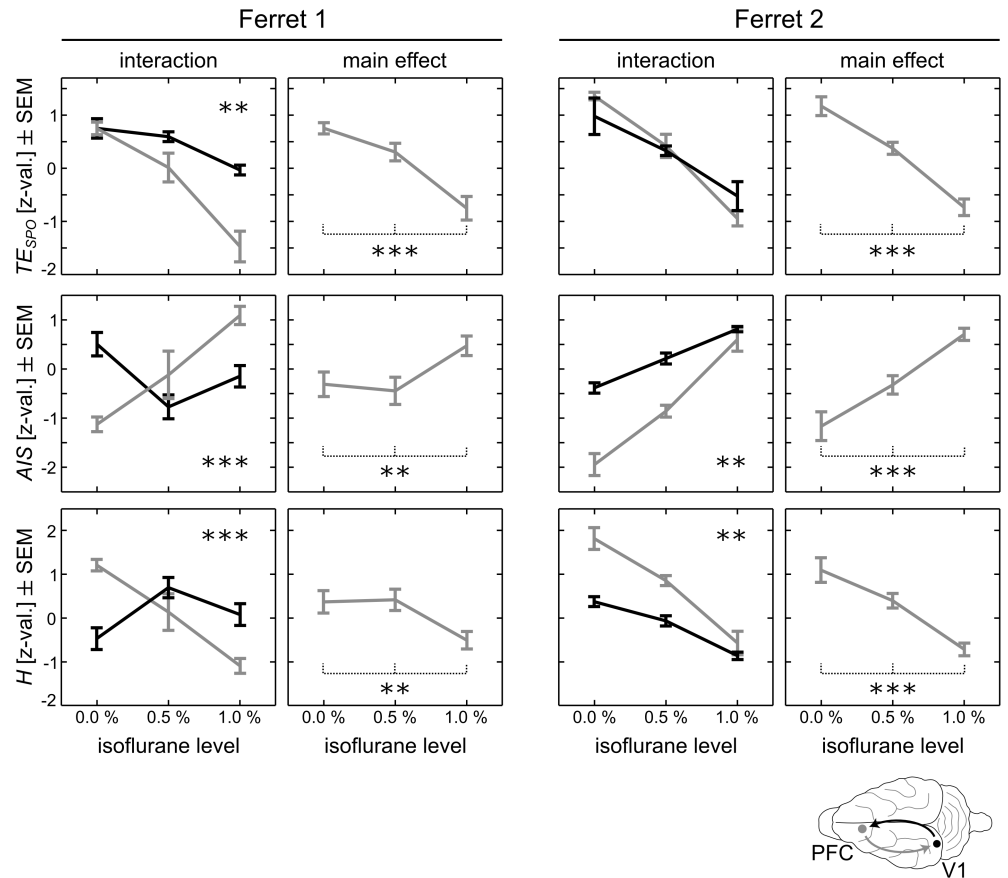 Ferret 1
Ferret 2
interaction
main effect
interaction
main effect
TE_SPO [z-val.] ± SEM
1
0
-1
-2
**
***
***
AIS [z-val.] ± SEM
1
0
-1
-2
***
**
**
***
H [z-val.] ± SEM
2
1
0
-1
-2
***
**
**
***
0.0 % 0.5 % 1.0 %
0.0 % 0.5 % 1.0 %
0.0 % 0.5 % 1.0 %
0.0 % 0.5 % 1.0 %
isoflurane level
isoflurane level
isoflurane level
isoflurane level
PFC
V1